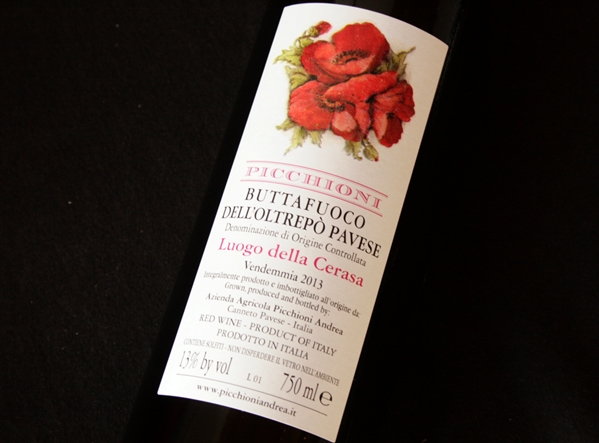 PICCHIONI
BUTTAFUOCO
DELL'OLTREPÒ PAVESE
Denominazione di Origine Controllata
Luogo della Cerasa
Vendemmia 2013
Integralmente prodotto e imbottigliato all'origine da:
Grown, produced and bottled by:
Azienda Agricola Picchioni Andrea
Canneto Pavese - Italia
RED WINE - PRODUCT OF ITALY
PRODOTTO IN ITALIA
CONTIENE SOLFITI - NON DISPERDERE IL VETRO NELL'AMBIENTE
13% by vol L 01 750 ml e
www.picchioniandrea.it